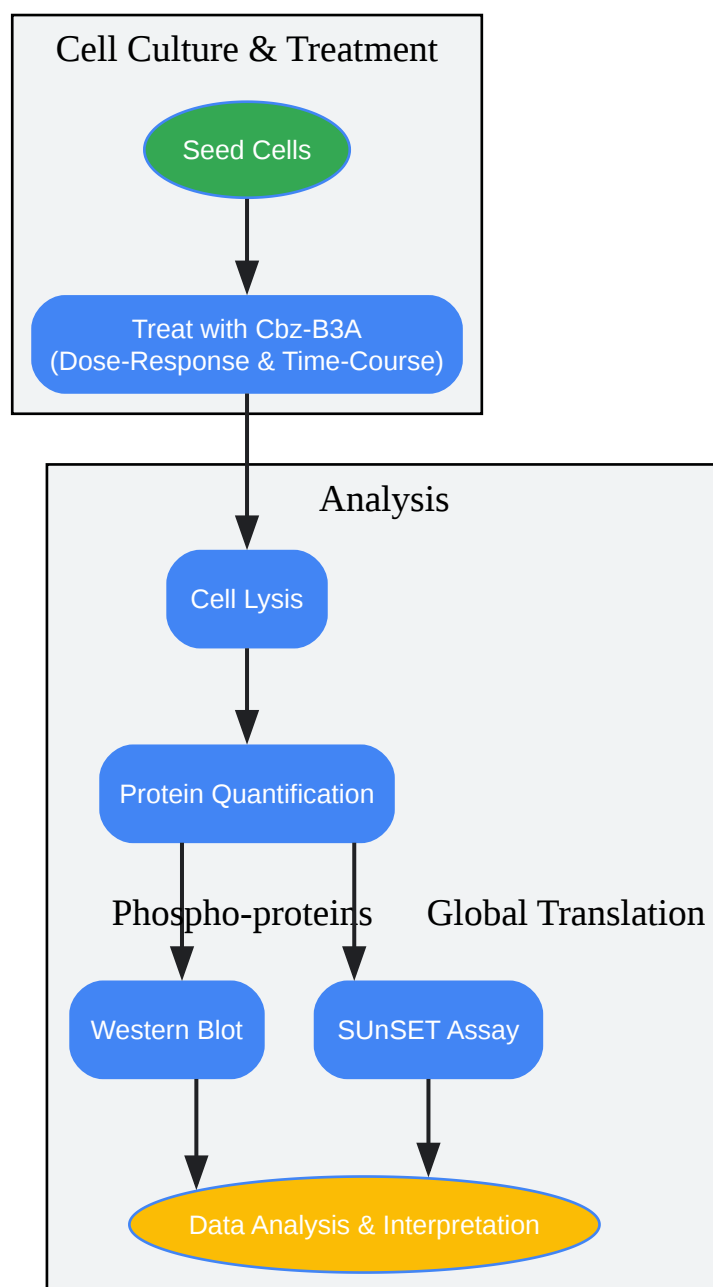 Cell Culture & Treatment
Seed Cells
Treat with Cbz-B3A
(Dose-Response & Time-Course)
Analysis
Cell Lysis
Protein Quantification
Phospho-proteins
Global Translation
Western Blot
SUnSET Assay
Data Analysis & Interpretation